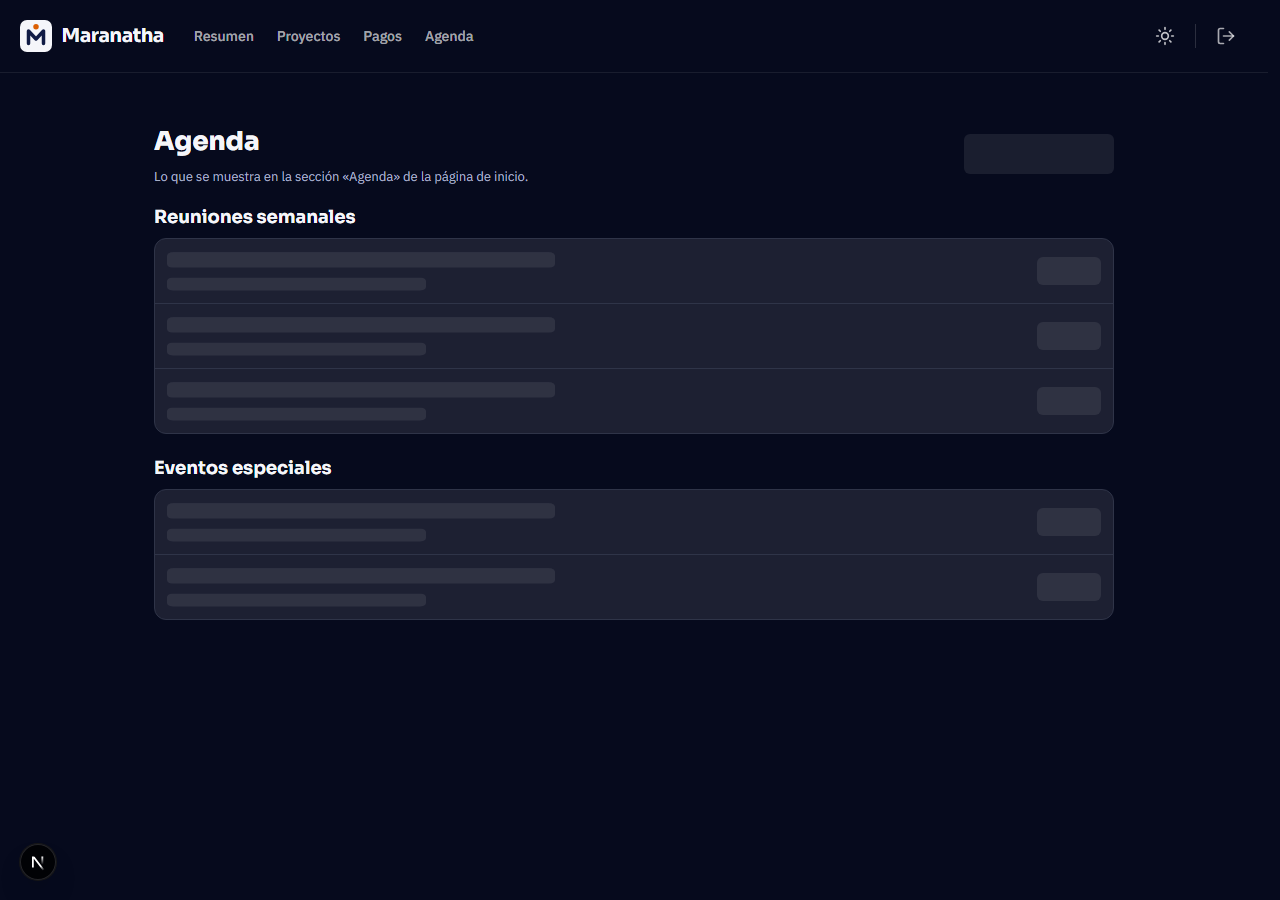 Maranatha
Resumen
Proyectos
Pagos
Agenda
Agenda
Lo que se muestra en la sección «Agenda» de la página de inicio.
Reuniones semanales
Eventos especiales